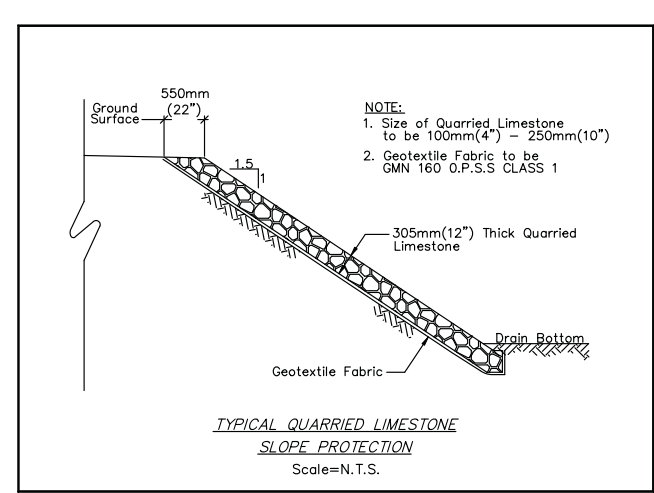 550mm
(22")
Ground
Surface
NOTE:
1. Size of Quarried Limestone
to be 100mm(4") - 250mm(10")
2. Geotextile Fabric to be
GMN 160 O.P.S.S CLASS 1
1.5
1
305mm(12") Thick Quarried
Limestone
Drain Bottom
Geotextile Fabric
TYPICAL QUARRIED LIMESTONE
SLOPE PROTECTION
Scale=N.T.S.